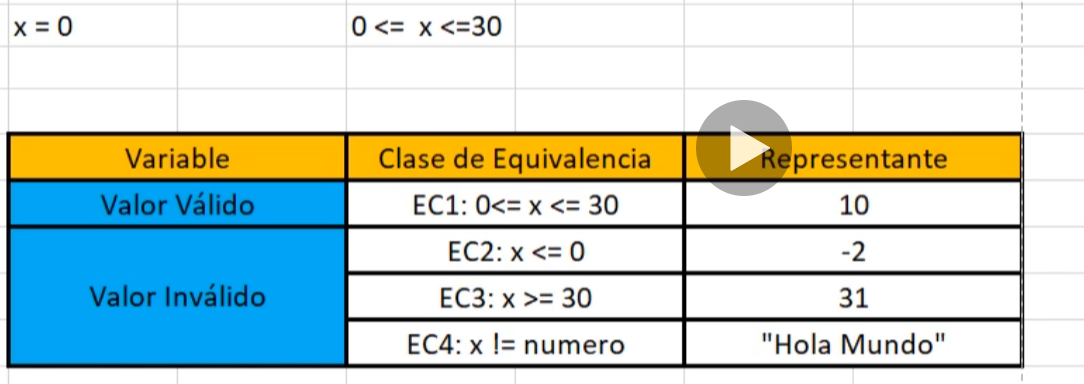 x = 0    0 <=  x <=30
Variable    Clase de Equivalencia    Representante
Valor Válido    EC1: 0<= x <= 30    10
Valor Inválido    EC2: x <= 0    -2
EC3: x >= 30    31
EC4: x != numero    "Hola Mundo"